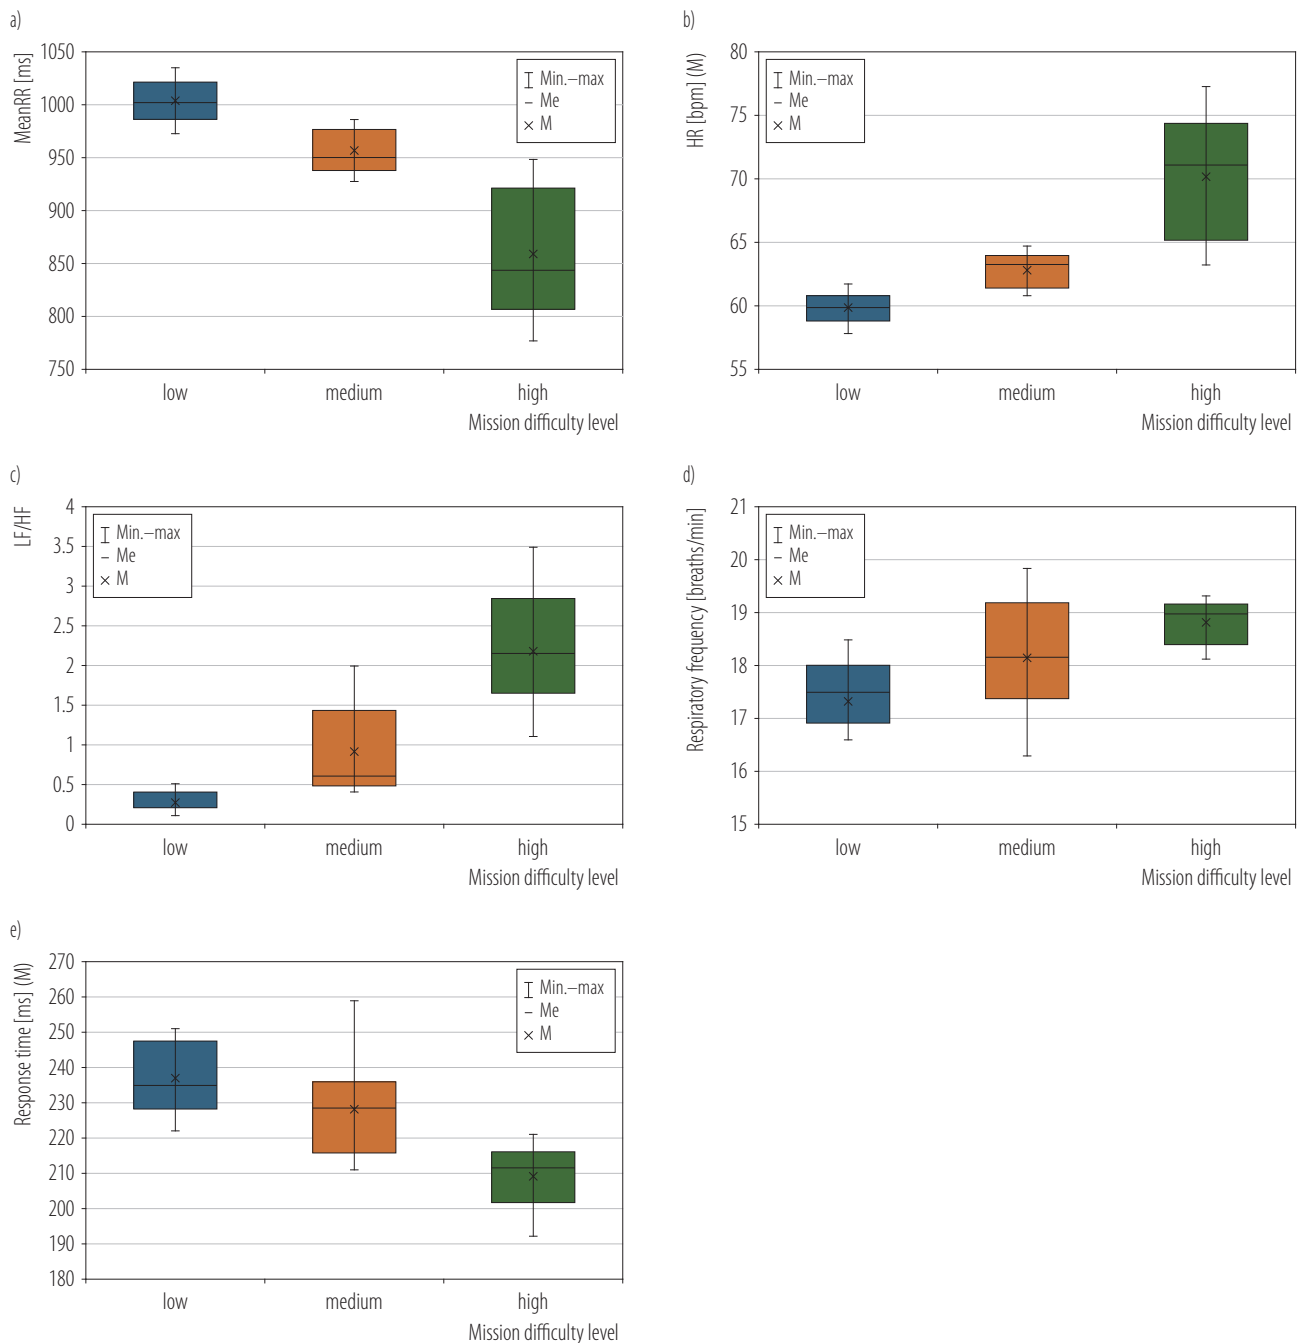 a)
MeanRR [ms]
1050
1000
950
900
850
800
750
Min.–max
Me
M
low medium high
Mission difficulty level
b)
HR [bpm] (M)
80
75
70
65
60
55
Min.–max
Me
M
low medium high
Mission difficulty level
c)
LF/HF
4
3.5
3
2.5
2
1.5
1
0.5
0
Min.–max
Me
M
low medium high
Mission difficulty level
d)
Respiratory frequency [breaths/min]
21
20
19
18
17
16
15
Min.–max
Me
M
low medium high
Mission difficulty level
e)
Response time [ms] (M)
270
260
250
240
230
220
210
200
190
180
Min.–max
Me
M
low medium high
Mission difficulty level